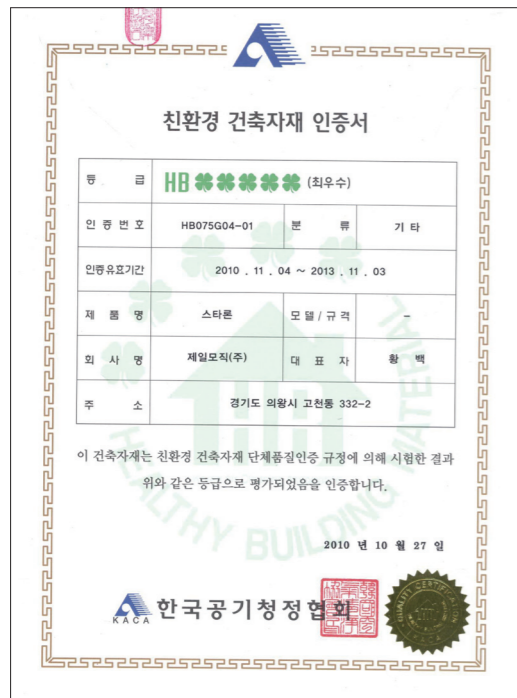 친환경 건축자재 인증서
등 급 HB (최우수)
인 증 번 호 HB075G04-01 분 류 기 타
인증유효기간 2010 . 11 . 04 ~ 2013 . 11 . 03
제 품 명 스타론 모 델 / 규 격 -
회 사 명 제일모직(주) 대 표 자 황 백
주 소 경기도 의왕시 고천동 332-2
이 건축자재는 친환경 건축자재 단체품질인증 규정에 의해 시험한 결과
위와 같은 등급으로 평가되었음을 인증합니다.
HEALTHY BUILDING MATERIAL
HB
2010 년 10 월 27 일
KACA 한국공기청정협회
QUALITY CERTIFICATION